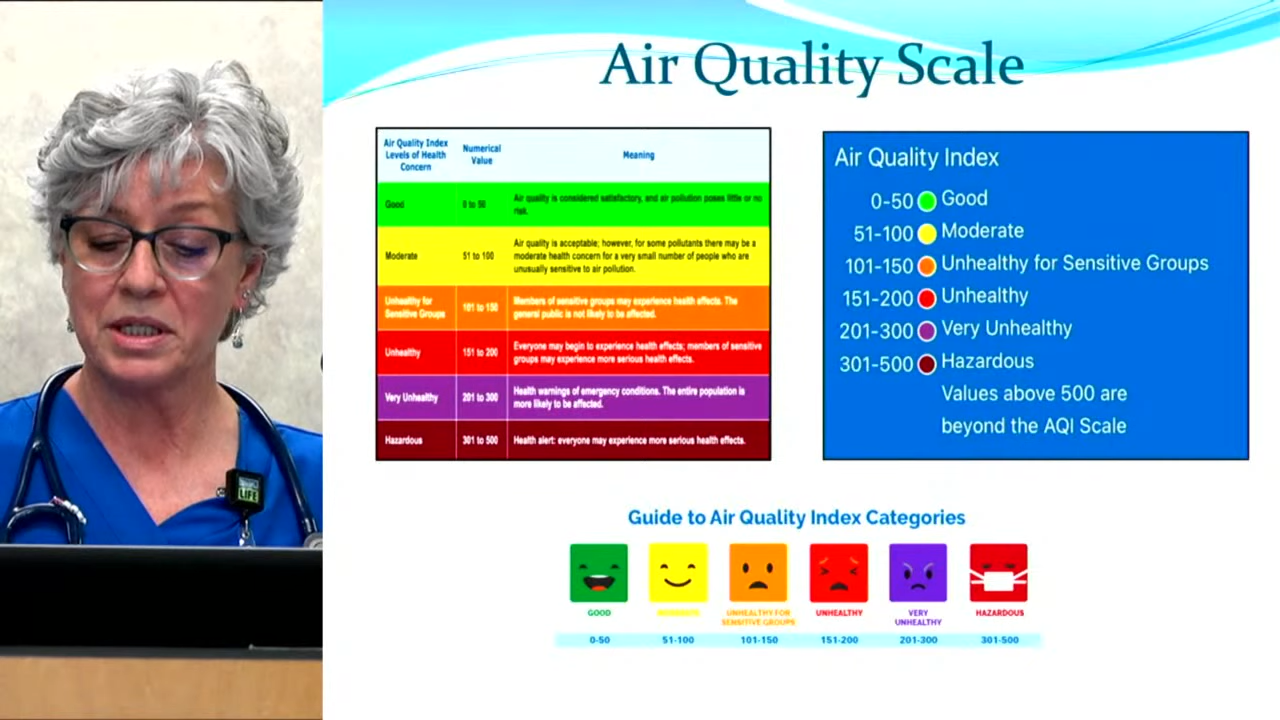 Air Quality Scale
Air Quality Index
Levels of Health
Concern
Numerical
Value
Meaning
Good
0 to 50
Air quality is considered satisfactory, and air pollution poses little or no
risk.
Moderate
51 to 100
Air quality is acceptable; however, for some pollutants there may be a
moderate health concern for a very small number of people who are
unusually sensitive to air pollution.
Unhealthy for
Sensitive Groups
101 to 150
Members of sensitive groups may experience health effects. The
general public is not likely to be affected.
Unhealthy
151 to 200
Everyone may begin to experience health effects; members of sensitive
groups may experience more serious health effects.
Very Unhealthy
201 to 300
Health warnings of emergency conditions. The entire population is
more likely to be affected.
Hazardous
301 to 500
Health alert: everyone may experience more serious health effects.
Air Quality Index
0-50 Good
51-100 Moderate
101-150 Unhealthy for Sensitive Groups
151-200 Unhealthy
201-300 Very Unhealthy
301-500 Hazardous
Values above 500 are
beyond the AQI Scale
Guide to Air Quality Index Categories
GOOD
MODERATE
UNHEALTHY FOR
SENSITIVE GROUPS
UNHEALTHY
VERY
UNHEALTHY
HAZARDOUS
0-50
51-100
101-150
151-200
201-300
301-500
LIFE